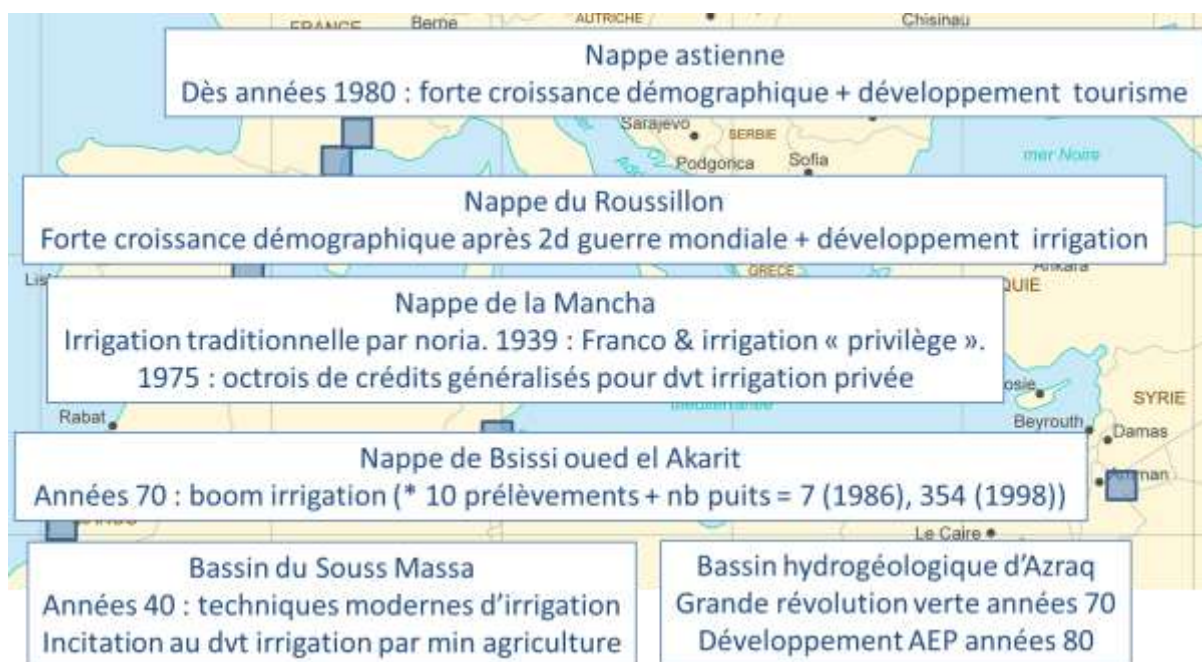 FRANCE
Berne
AUTRICHE
Chisinau
Nappe astienne
Dès années 1980 : forte croissance démographique + développement tourisme
Sarajevo
SERBIE
Podgorica
Sofia
mer Noire
Nappe du Roussillon
Forte croissance démographique après 2d guerre mondiale + développement irrigation
GRECE
Ankara
Nappe de la Mancha
Irrigation traditionnelle par noria. 1939 : Franco & irrigation « privilège ».
1975 : octrois de crédits généralisés pour dvt irrigation privée
SYRIE
Rabat
Beyrouth
Damas
Nappe de Bsissi oued el Akarit
Années 70 : boom irrigation (* 10 prélèvements + nb puits = 7 (1986), 354 (1998))
Le Caire
Bassin du Souss Massa
Années 40 : techniques modernes d'irrigation
Incitation au dvt irrigation par min agriculture
Bassin hydrogéologique d'Azraq
Grande révolution verte années 70
Développement AEP années 80